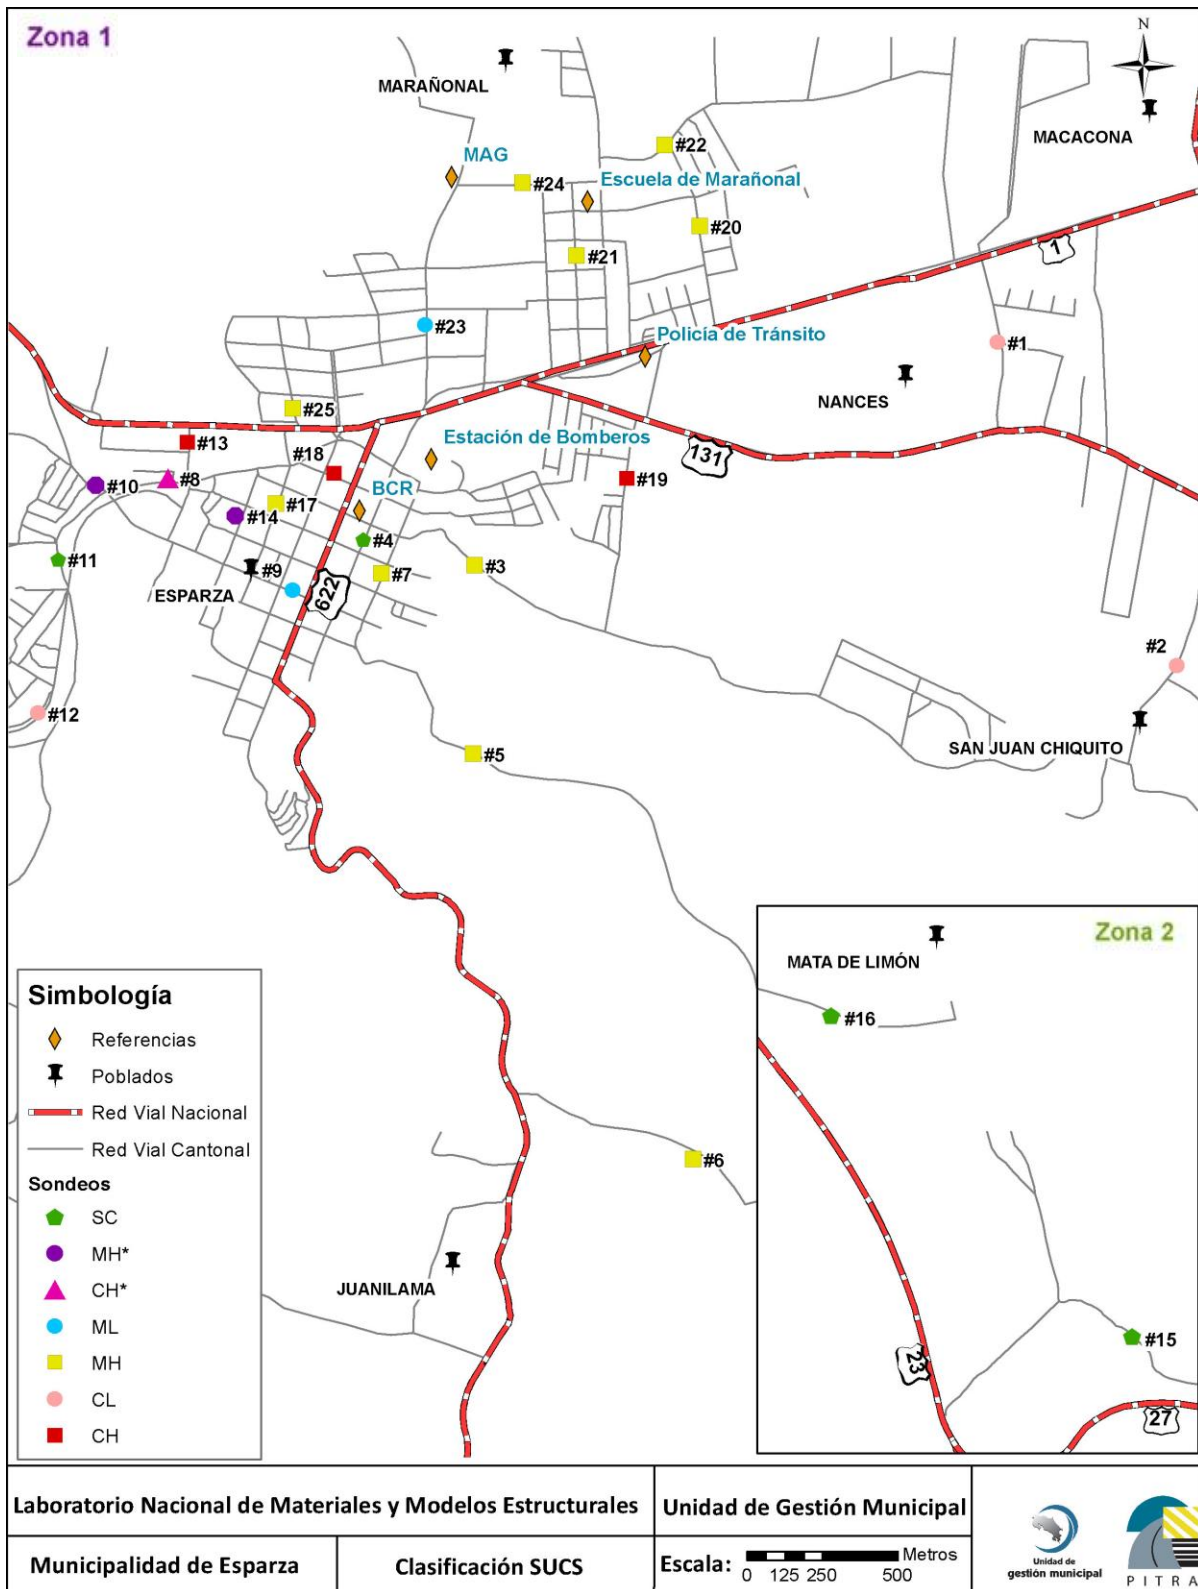 Zona 1
N
MARAÑONAL
MACACONA
MAG
#22
#24
Escuela de Marañonal
#20
#21
1
#23
Policía de Tránsito
#1
NANCES
#25
#13
#18
Estación de Bomberos
131
#10
#8
BCR
#19
#17
#14
#4
#11
#9
#3
#7
ESPARZA
622
#2
#12
SAN JUAN CHIQUITO
#5
Zona 2
MATA DE LIMÓN
#16
#6
JUANILAMA
#15
23
27
Simbología
Referencias
Poblados
Red Vial Nacional
Red Vial Cantonal
Sondeos
SC
MH*
CH*
ML
MH
CL
CH
Laboratorio Nacional de Materiales y Modelos Estructurales
Unidad de Gestión Municipal
Municipalidad de Esparza
Clasificación SUCS
Escala:
Metros
0 125 250 500
Unidad de
gestión municipal
PITRA